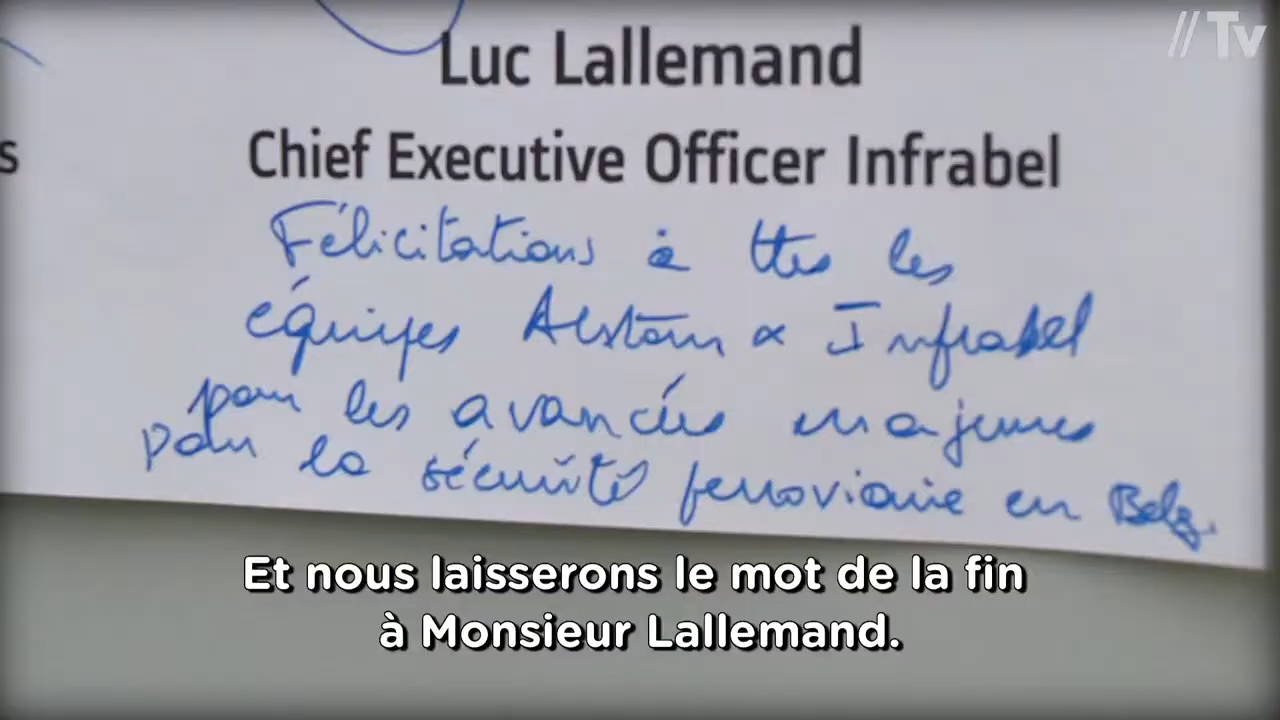 //Tv
Luc Lallemand
s
Chief Executive Officer Infrabel
Félicitations à ttes les
équipes Alstom & Infrabel
pour les avancées majeures
pour la sécurité ferroviaire en Belg.
Et nous laisserons le mot de la fin
à Monsieur Lallemand.